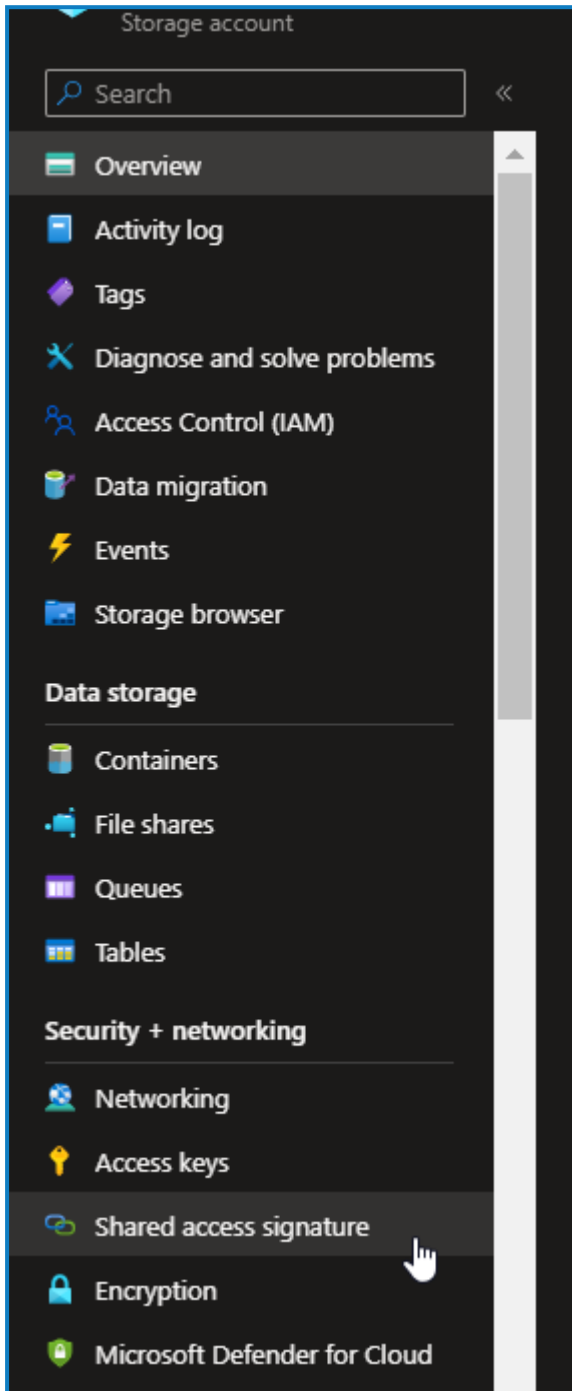 Storage account
Search
Overview
Activity log
Tags
Diagnose and solve problems
Access Control (IAM)
Data migration
Events
Storage browser
Data storage
Containers
File shares
Queues
Tables
Security + networking
Networking
Access keys
Shared access signature
Encryption
Microsoft Defender for Cloud